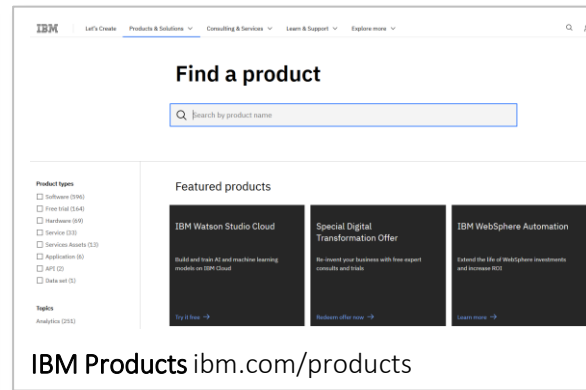 IBM Let's Create Products & Solutions Consulting & Services Learn & Support Explore more
Find a product
Search by product name
Product types
Software (596)
Free trial (164)
Hardware (69)
Service (33)
Services Assets (13)
Application (6)
API (2)
Data set (1)
Topics
Analytics (251)
Featured products
IBM Watson Studio Cloud
Build and train AI and machine learning
models on IBM Cloud
Try it free →
Special Digital
Transformation Offer
Re-invent your business with free expert
consults and trials
Redeem offer now →
IBM WebSphere Automation
Extend the life of WebSphere investments
and increase ROI
Learn more →
IBM Products ibm.com/products